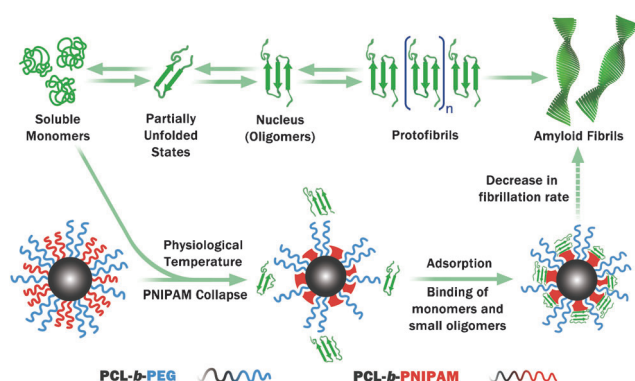 Soluble
Monomers
Partially
Unfolded
States
Nucleus
(Oligomers)
n
Protofibrils
Amyloid Fibrils
Decrease in
fibrillation rate
Physiological
Temperature
PNIPAM Collapse
Adsorption
Binding of
monomers and
small oligomers
PCL-b-PEG
PCL-b-PNIPAM